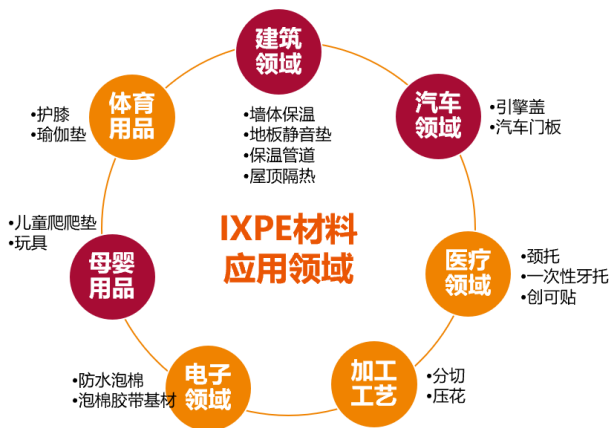 建筑
领域
•墙体保温
•地板静音垫
•保温管道
•屋顶隔热
汽车
领域
•引擎盖
•汽车门板
医疗
领域
•颈托
•一次性牙托
•创可贴
加工
工艺
•分切
•压花
电子
领域
•防水泡棉
•泡棉胶带基材
母婴
用品
•儿童爬爬垫
•玩具
体育
用品
•护膝
•瑜伽垫
IXPE材料
应用领域